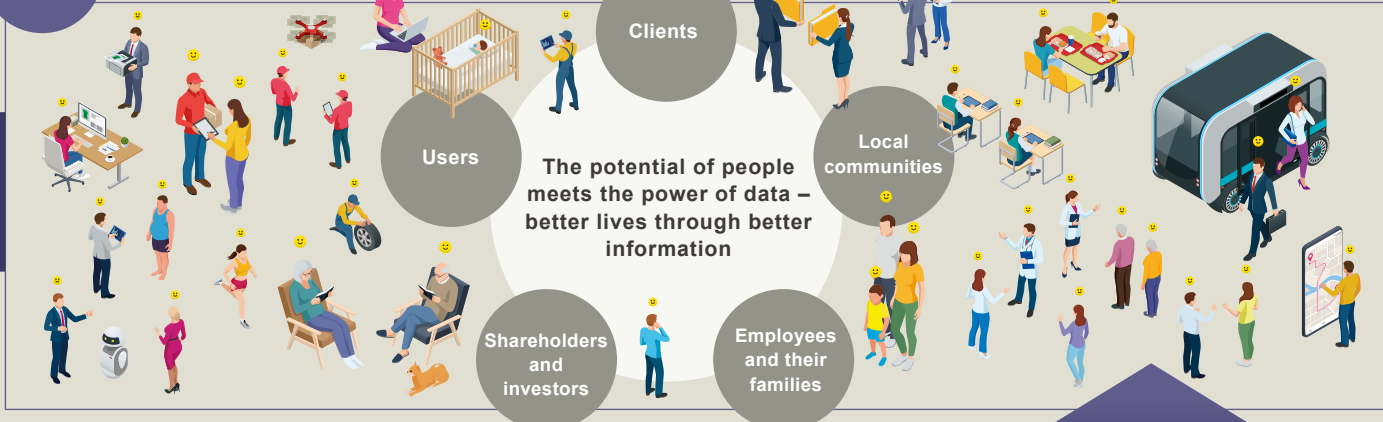 Clients
Users
Local
communities
The potential of people
meets the power of data –
better lives through better
information
Shareholders
and
investors
Employees
and their
families